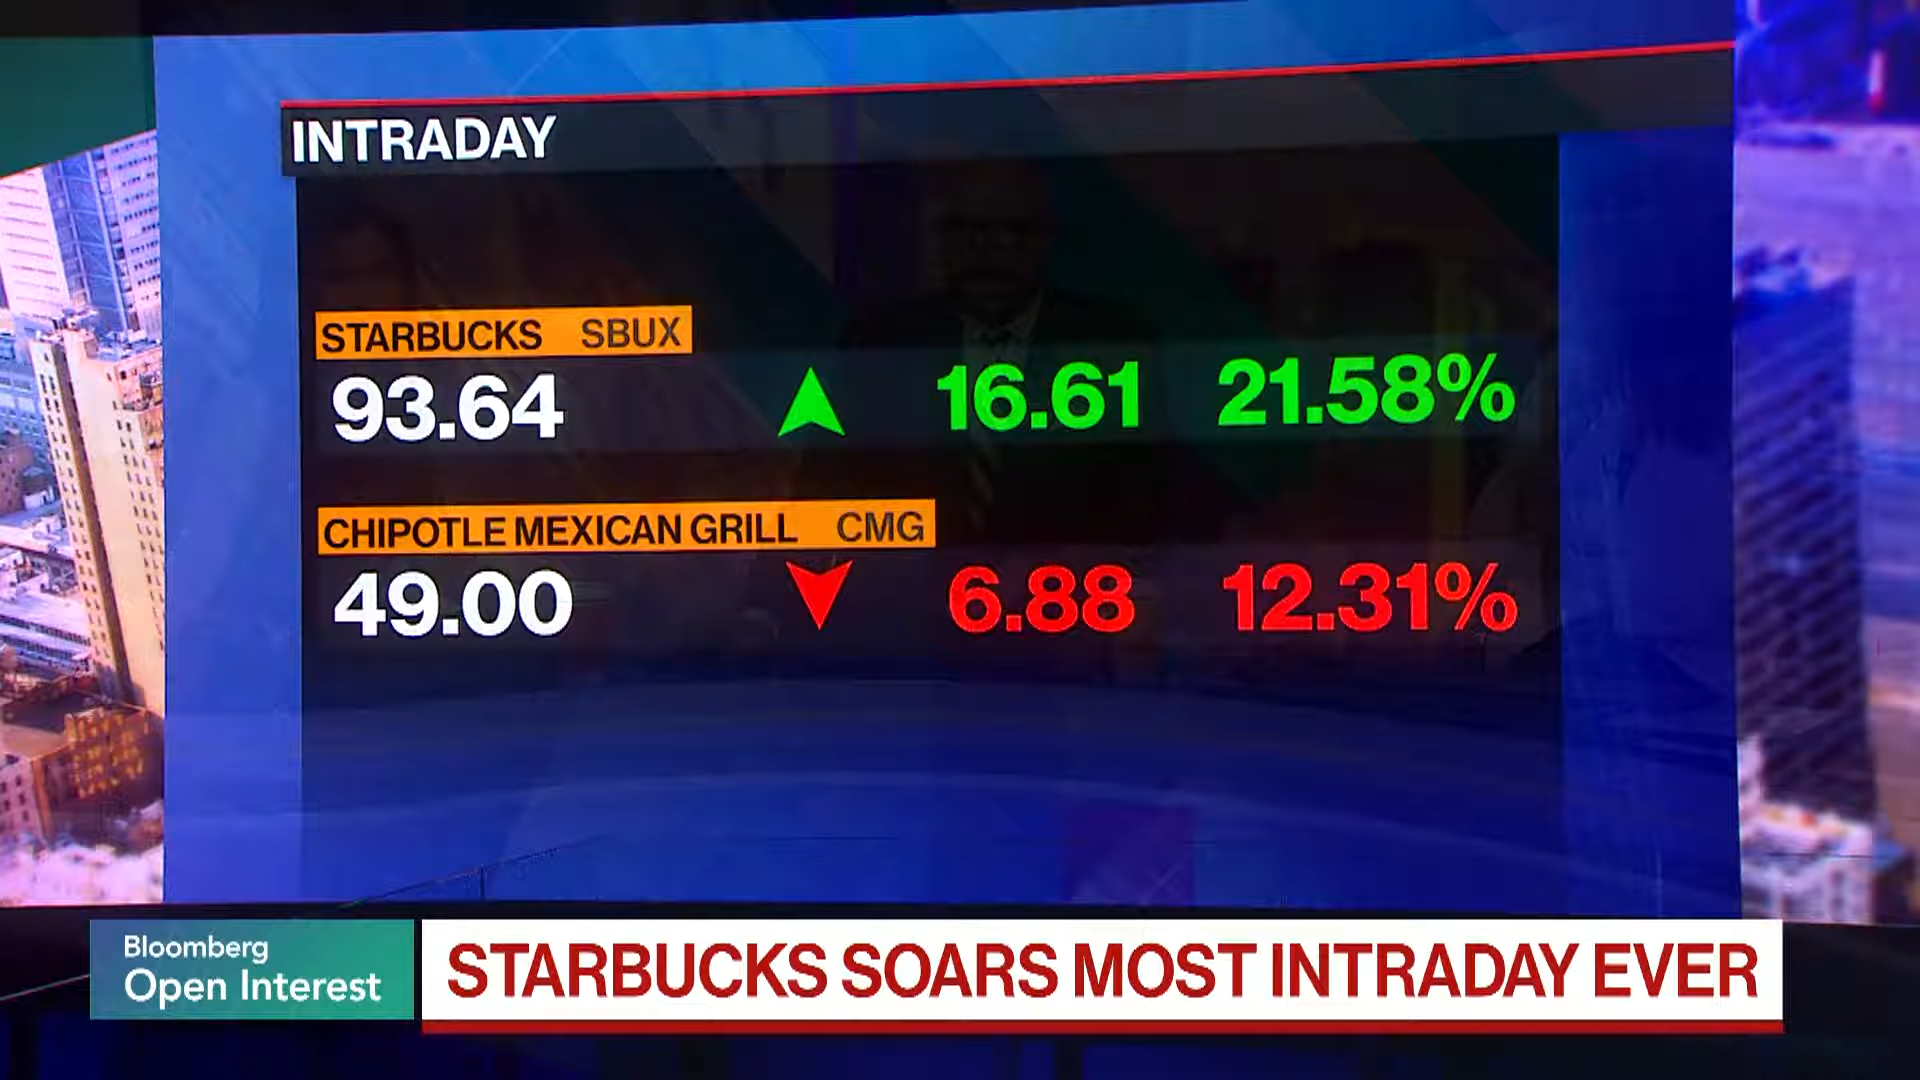 INTRADAY
STARBUCKS SBUX
93.64 ▲ 16.61 21.58%
CHIPOTLE MEXICAN GRILL CMG
49.00 ▼ 6.88 12.31%
Bloomberg
Open Interest
STARBUCKS SOARS MOST INTRADAY EVER